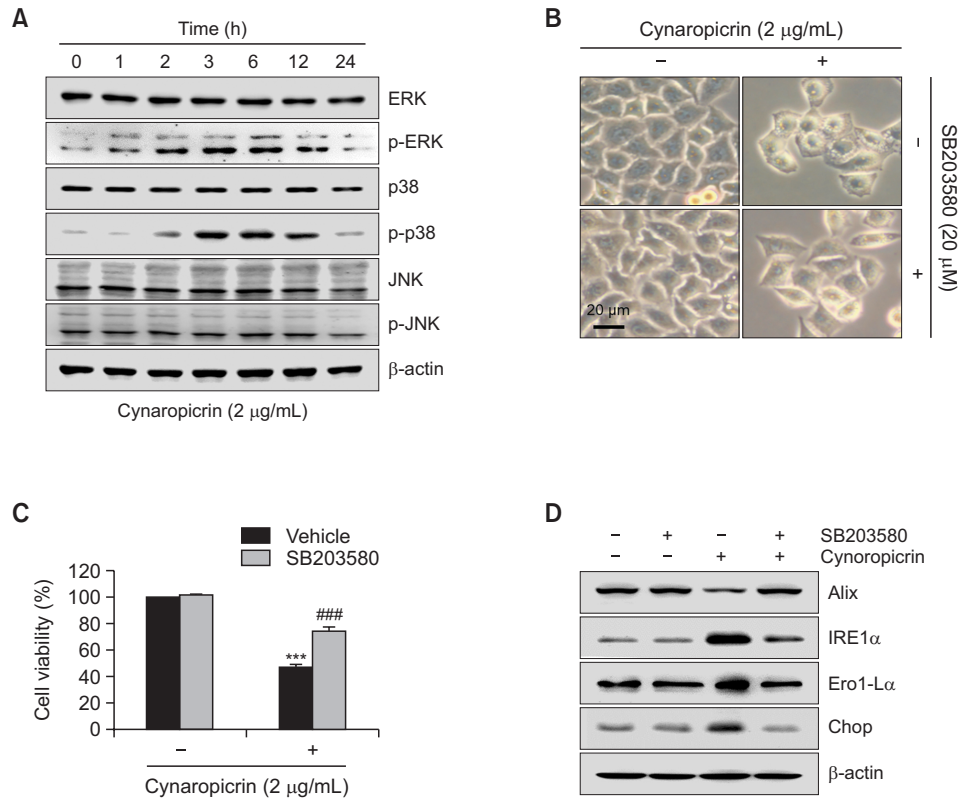 A
Time (h)
0 1 2 3 6 12 24
ERK
p-ERK
p38
p-p38
JNK
p-JNK
β-actin
Cynaropicrin (2 μg/mL)
B
Cynaropicrin (2 μg/mL)
− +
−
+
SB203580 (20 μM)
20 μm
C
Vehicle
SB203580
Cell viability (%)
120
100
80
60
40
20
0
***
###
− +
Cynaropicrin (2 μg/mL)
D
− + − + SB203580
− − + + Cynoropicrin
Alix
IRE1α
Ero1-Lα
Chop
β-actin